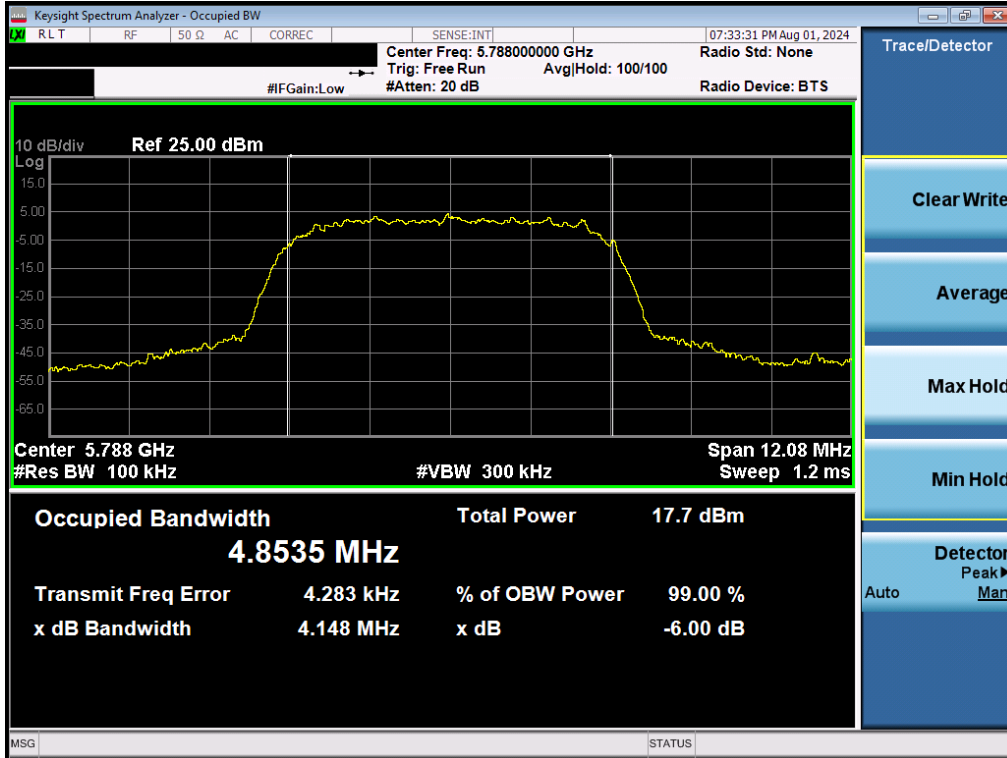 Keysight Spectrum Analyzer - Occupied BW
LXI RLT RF 50 Ω AC CORREC SENSE:INT 07:33:31 PM Aug 01, 2024
Center Freq: 5.788000000 GHz Radio Std: None
Trig: Free Run Avg|Hold: 100/100
#IFGain:Low #Atten: 20 dB Radio Device: BTS
10 dB/div Ref 25.00 dBm
Log
15.0
5.00
-5.00
-15.0
-25.0
-35.0
-45.0
-55.0
-65.0
Center 5.788 GHz Span 12.08 MHz
#Res BW 100 kHz #VBW 300 kHz Sweep 1.2 ms
Occupied Bandwidth Total Power 17.7 dBm
4.8535 MHz
Transmit Freq Error 4.283 kHz % of OBW Power 99.00 %
x dB Bandwidth 4.148 MHz x dB -6.00 dB
MSG STATUS
Trace/Detector
Clear Write
Average
Max Hold
Min Hold
Detector
Peak▶
Auto Man